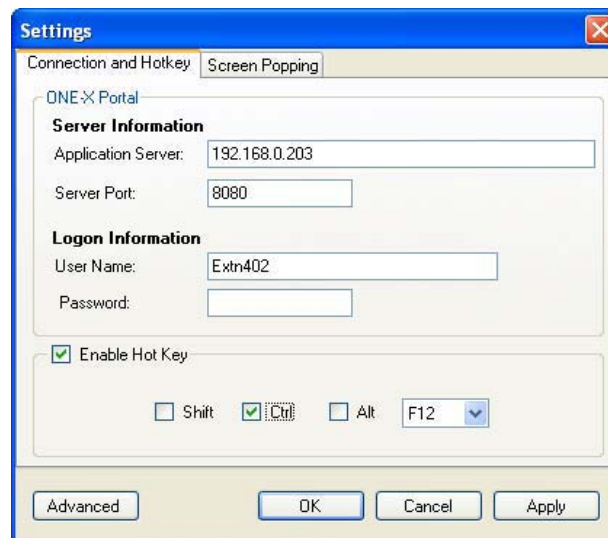 Settings
Connection and Hotkey Screen Popping
ONE-X Portal
Server Information
Application Server: 192.168.0.203
Server Port: 8080
Logon Information
User Name: Extn402
Password:
Enable Hot Key
Shift Ctrl Alt F12
Advanced OK Cancel Apply